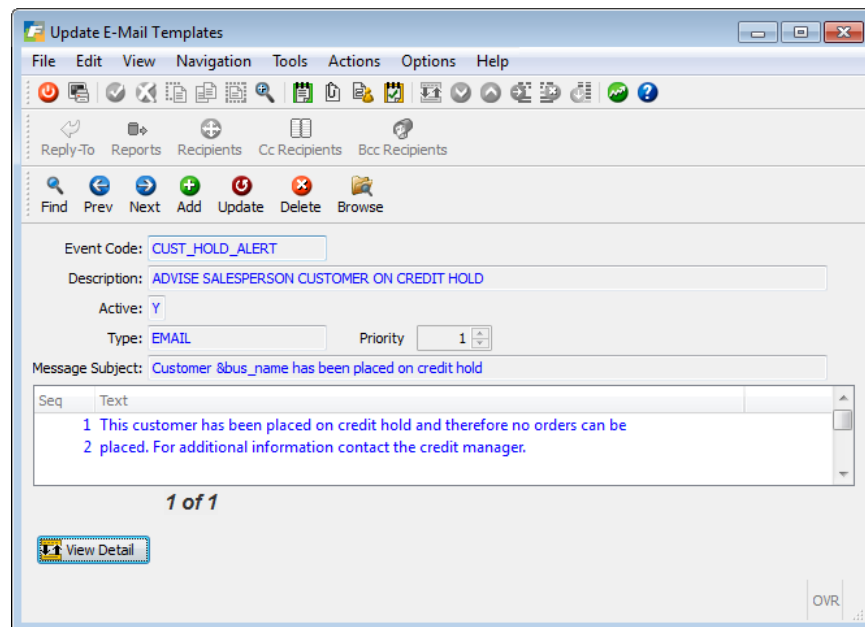 Update E-Mail Templates
File Edit View Navigation Tools Actions Options Help
Reply-To Reports Recipients Cc Recipients Bcc Recipients
Find Prev Next Add Update Delete Browse
Event Code: CUST_HOLD_ALERT
Description: ADVISE SALESPERSON CUSTOMER ON CREDIT HOLD
Active: Y
Type: EMAIL Priority 1
Message Subject: Customer &bus_name has been placed on credit hold
Seq Text
1 This customer has been placed on credit hold and therefore no orders can be
2 placed. For additional information contact the credit manager.
1 of 1
View Detail
OVR